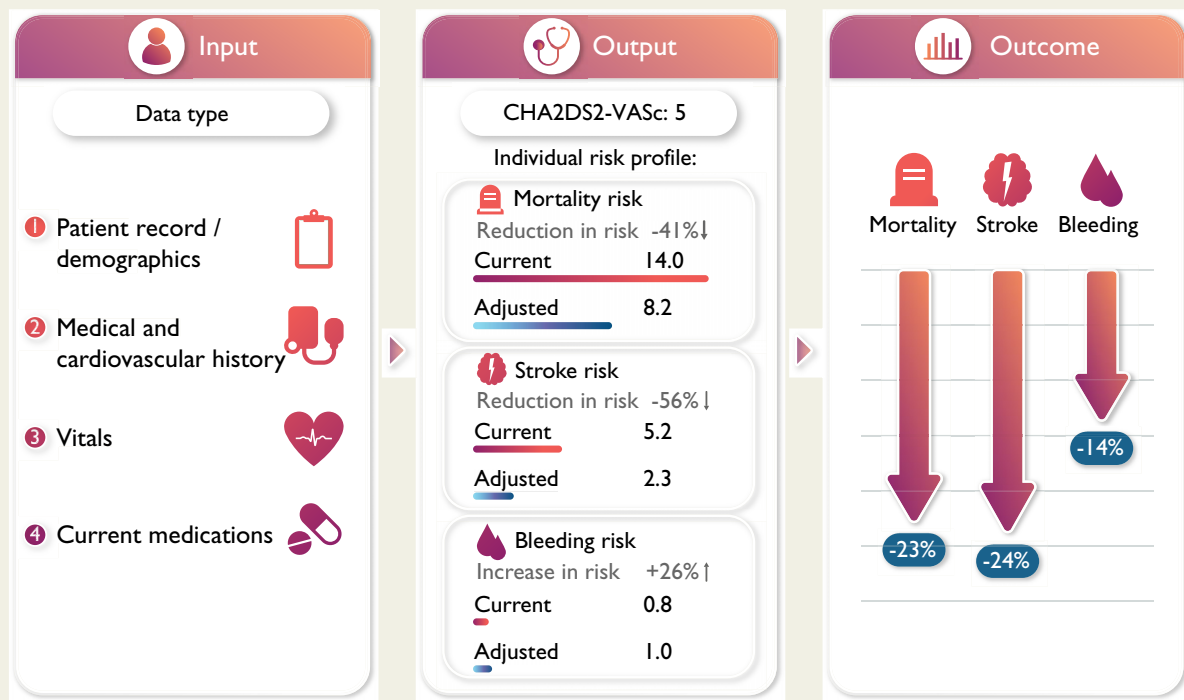 Input
Data type
1 Patient record /
demographics
2 Medical and
cardiovascular history
3 Vitals
4 Current medications
Output
CHA2DS2-VASc: 5
Individual risk profile:
Mortality risk
Reduction in risk -41%↓
Current 14.0
Adjusted 8.2
Stroke risk
Reduction in risk -56%↓
Current 5.2
Adjusted 2.3
Bleeding risk
Increase in risk +26%↑
Current 0.8
Adjusted 1.0
Outcome
Mortality Stroke Bleeding
-14%
-23%
-24%